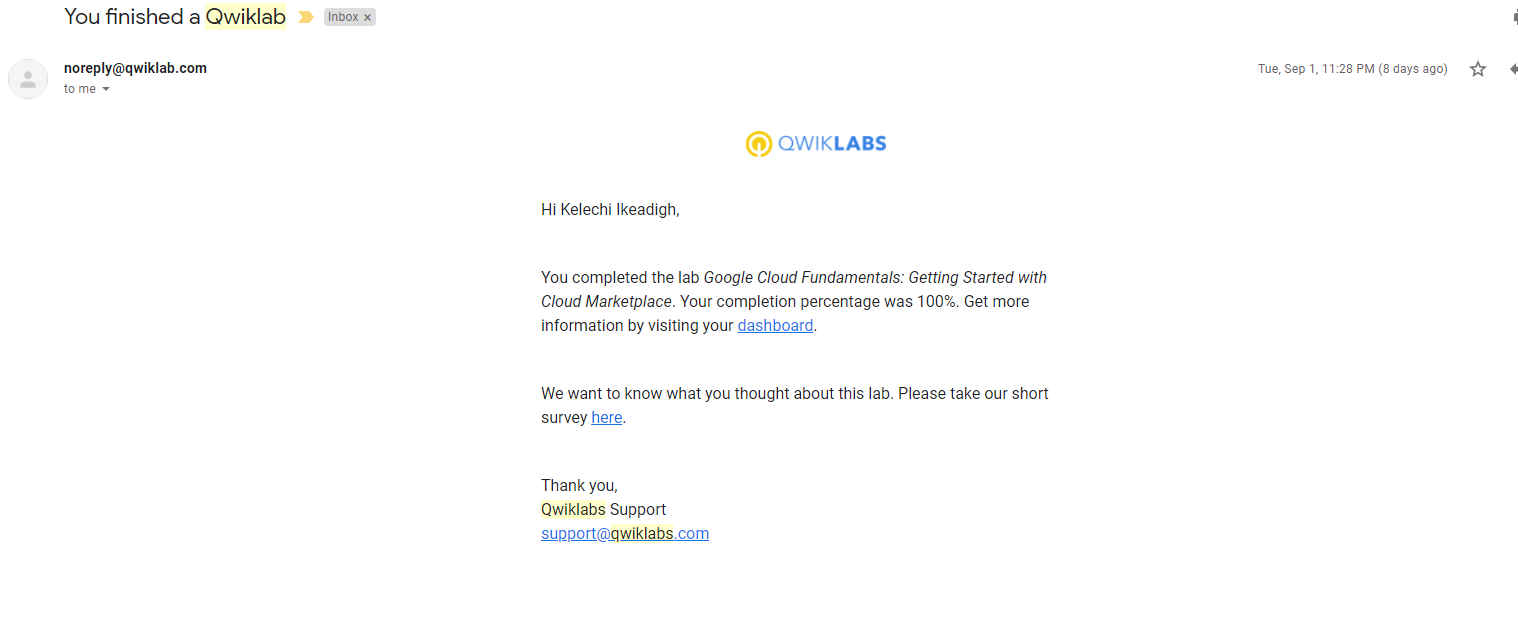 You finished a Qwiklab Inbox ×
noreply@qwiklab.com
Tue, Sep 1, 11:28 PM (8 days ago)
to me
QWIKLABS
Hi Kelechi Ikeadigh,
You completed the lab Google Cloud Fundamentals: Getting Started with
Cloud Marketplace. Your completion percentage was 100%. Get more
information by visiting your dashboard.
We want to know what you thought about this lab. Please take our short
survey here.
Thank you,
Qwiklabs Support
support@qwiklabs.com